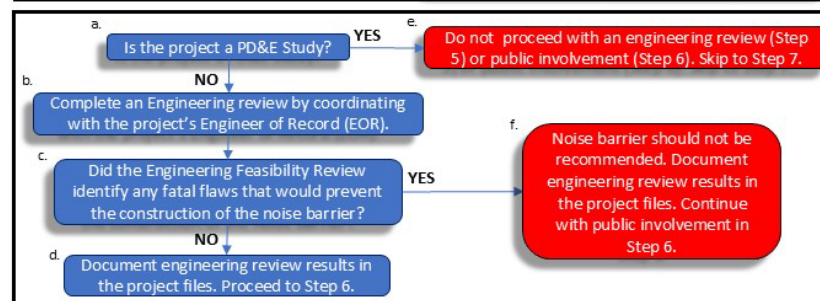 a.
Is the project a PD&E Study?
YES
e.
Do not proceed with an engineering review (Step
5) or public involvement (Step 6). Skip to Step 7.
NO
b.
Complete an Engineering review by coordinating
with the project's Engineer of Record (EOR).
c.
Did the Engineering Feasibility Review
identify any fatal flaws that would prevent
the construction of the noise barrier?
YES
f.
Noise barrier should not be
recommended. Document
engineering review results in
the project files. Continue
with public involvement in
Step 6.
NO
d.
Document engineering review results in
the project files. Proceed to Step 6.